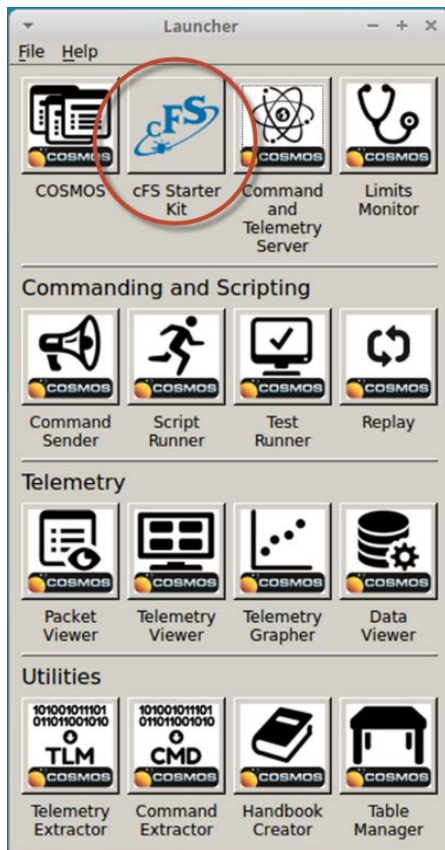 Launcher
File Help
COSMOS
cFS
COSMOS
COSMOS
COSMOS
cFS Starter
Kit
Command
and
Telemetry
Server
Limits
Monitor
Commanding and Scripting
COSMOS
COSMOS
COSMOS
COSMOS
Command
Sender
Script
Runner
Test
Runner
Replay
Telemetry
COSMOS
COSMOS
COSMOS
COSMOS
Packet
Viewer
Telemetry
Viewer
Telemetry
Grapher
Data
Viewer
Utilities
101001011101
011011001010
TLM
COSMOS
101001011101
011011001010
CMD
COSMOS
COSMOS
COSMOS
Telemetry
Extractor
Command
Extractor
Handbook
Creator
Table
Manager